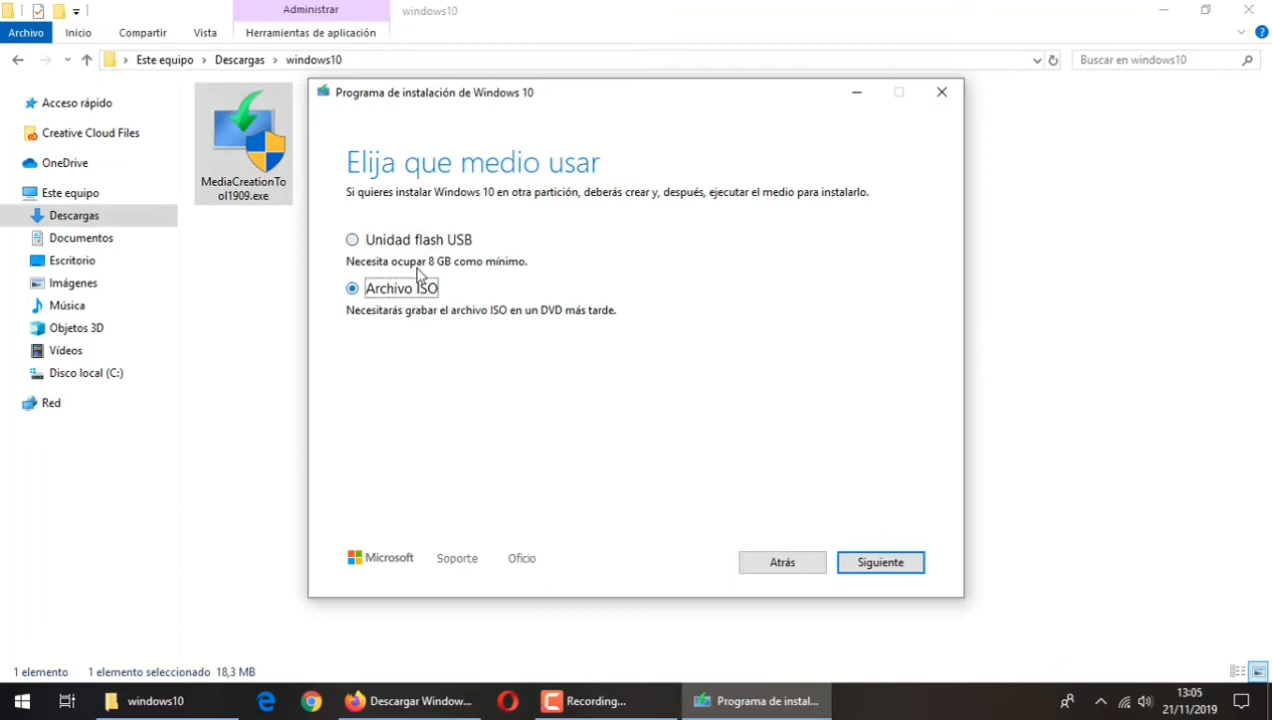 Administrar
windows10
Archivo
Inicio
Compartir
Vista
Herramientas de aplicación
Este equipo > Descargas > windows10
Buscar en windows10
Acceso rápido
Creative Cloud Files
OneDrive
Este equipo
Descargas
Documentos
Escritorio
Imágenes
Música
Objetos 3D
Vídeos
Disco local (C:)
Red
MediaCreationTo
ol1909.exe
Programa de instalación de Windows 10
Elija que medio usar
Si quieres instalar Windows 10 en otra partición, deberás crear y, después, ejecutar el medio para instalarlo.
Unidad flash USB
Necesita ocupar 8 GB como mínimo.
Archivo ISO
Necesitarás grabar el archivo ISO en un DVD más tarde.
Microsoft
Soporte
Oficio
Atrás
Siguiente
1 elemento
1 elemento seleccionado 18,3 MB
windows10
Descargar Window...
Recording...
Programa de instal...
13:05
21/11/2019